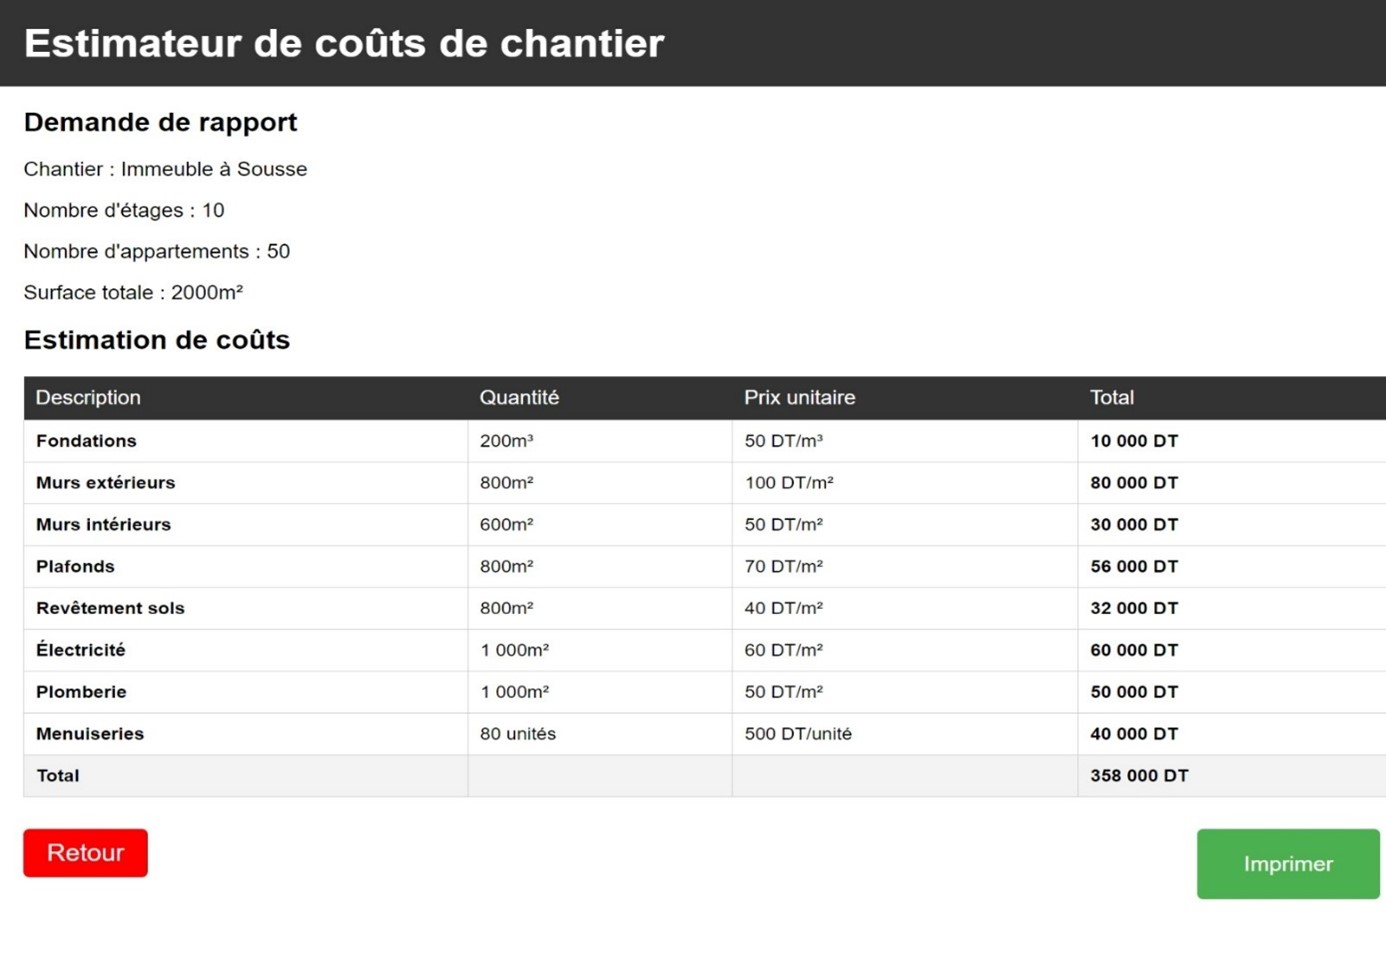 Estimateur de coûts de chantier
Demande de rapport
Chantier : Immeuble à Sousse
Nombre d'étages : 10
Nombre d'appartements : 50
Surface totale : 2000m²
Estimation de coûts
Description Quantité Prix unitaire Total
Fondations 200m³ 50 DT/m³ 10 000 DT
Murs extérieurs 800m² 100 DT/m² 80 000 DT
Murs intérieurs 600m² 50 DT/m² 30 000 DT
Plafonds 800m² 70 DT/m² 56 000 DT
Revêtement sols 800m² 40 DT/m² 32 000 DT
Électricité 1 000m² 60 DT/m² 60 000 DT
Plomberie 1 000m² 50 DT/m² 50 000 DT
Menuiseries 80 unités 500 DT/unité 40 000 DT
Total 358 000 DT
Retour
Imprimer